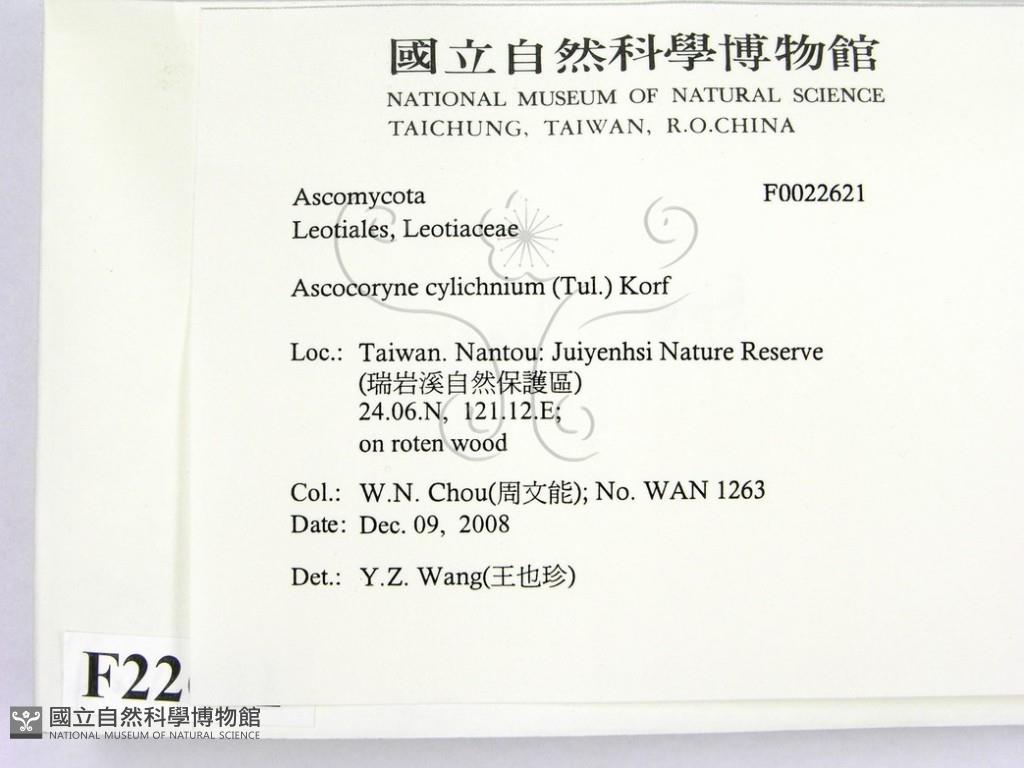 國立自然科學博物館
NATIONAL MUSEUM OF NATURAL SCIENCE
TAICHUNG, TAIWAN, R.O.CHINA
Ascomycota F0022621
Leotiales, Leotiaceae
Ascocoryne cylichnium (Tul.) Korf
Loc.: Taiwan. Nantou: Juiyenhsi Nature Reserve
(瑞岩溪自然保護區)
24.06.N, 121.12.E;
on roten wood
Col.: W.N. Chou(周文能); No. WAN 1263
Date: Dec. 09, 2008
Det.: Y.Z. Wang(王也珍)
F22
國立自然科學博物館
NATIONAL MUSEUM OF NATURAL SCIENCE